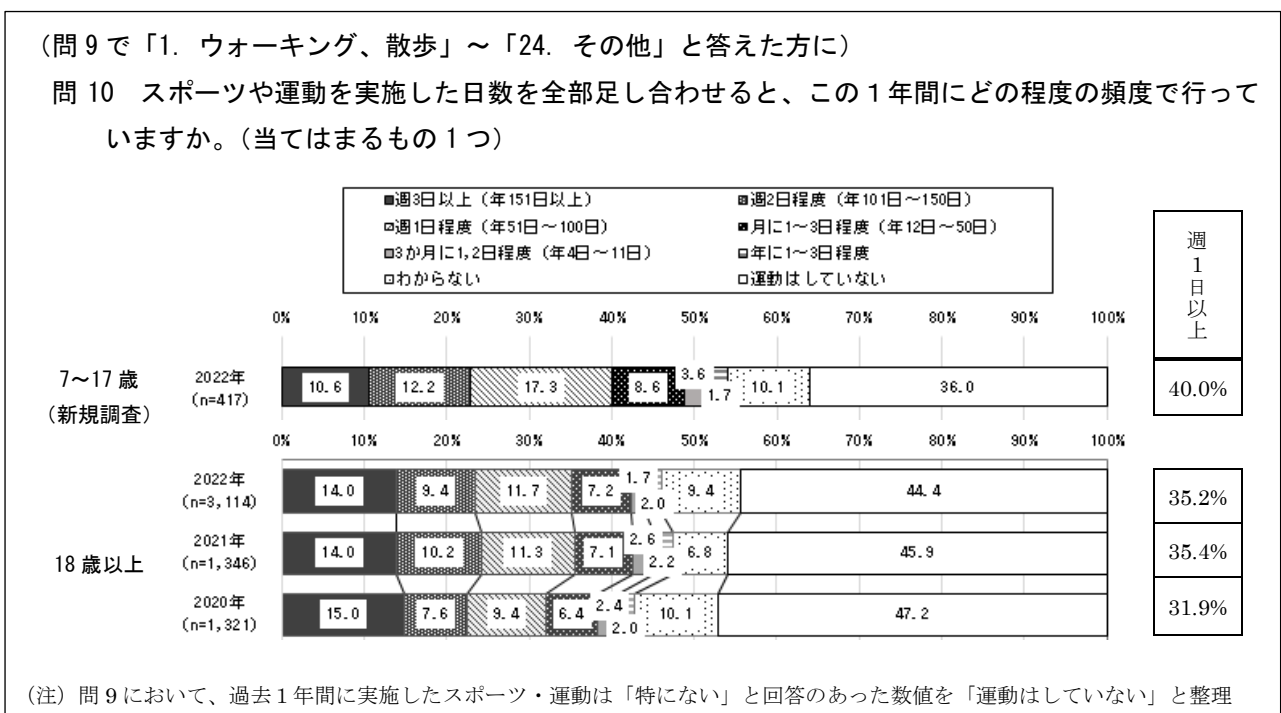 （問９で「1. ウォーキング、散歩」～「24. その他」と答えた方に）
問 10　スポーツや運動を実施した日数を全部足し合わせると、この１年間にどの程度の頻度で行って
いますか。（当てはまるもの１つ）
■週3日以上（年151日以上）　週2日程度（年101日～150日）
週1日程度（年51日～100日）　月に1～3日程度（年12日～50日）
3か月に1,2日程度（年4日～11日）　年に1～3日程度
わからない　運動はしていない
週1日以上
0% 10% 20% 30% 40% 50% 60% 70% 80% 90% 100%
7～17 歳
（新規調査）
2022年
(n=417)
10.6 12.2 17.3 8.6 1.7 3.6 10.1 36.0
40.0%
0% 10% 20% 30% 40% 50% 60% 70% 80% 90% 100%
18 歳以上
2022年
(n=3,114)
14.0 9.4 11.7 7.2 2.0 1.7 9.4 44.4
35.2%
2021年
(n=1,346)
14.0 10.2 11.3 7.1 2.2 2.6 6.8 45.9
35.4%
2020年
(n=1,321)
15.0 7.6 9.4 6.4 2.0 2.4 10.1 47.2
31.9%
（注）問９において、過去１年間に実施したスポーツ・運動は「特にない」と回答のあった数値を「運動はしていない」と整理